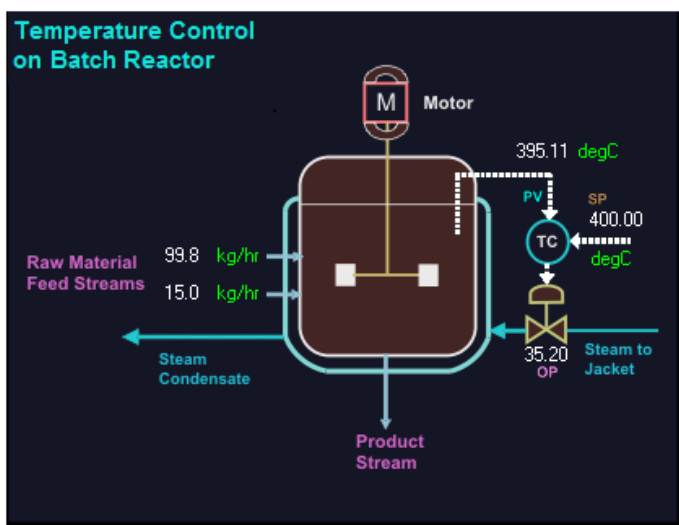 Temperature Control
on Batch Reactor
M
Motor
395.11 degC
PV
SP
400.00
TC
degC
Raw Material
Feed Streams
99.8 kg/hr
15.0 kg/hr
Steam
Condensate
35.20
OP
Steam to
Jacket
Product
Stream